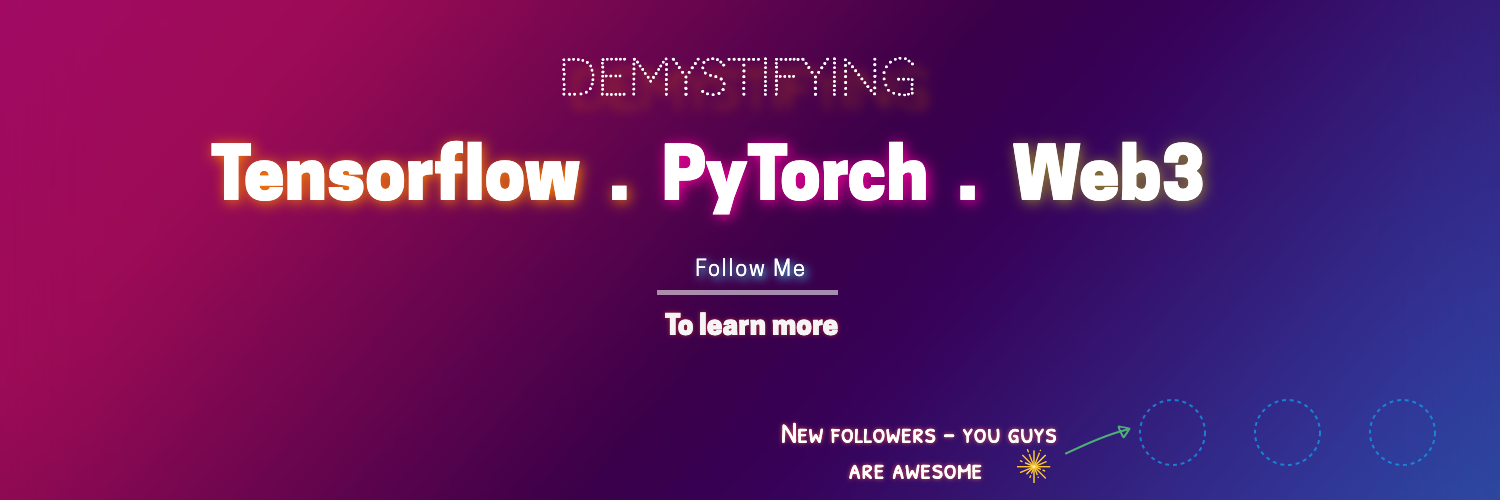 DEMYSTIFYING
Tensorflow . PyTorch . Web3
Follow Me
To learn more
New followers – you guys
are awesome